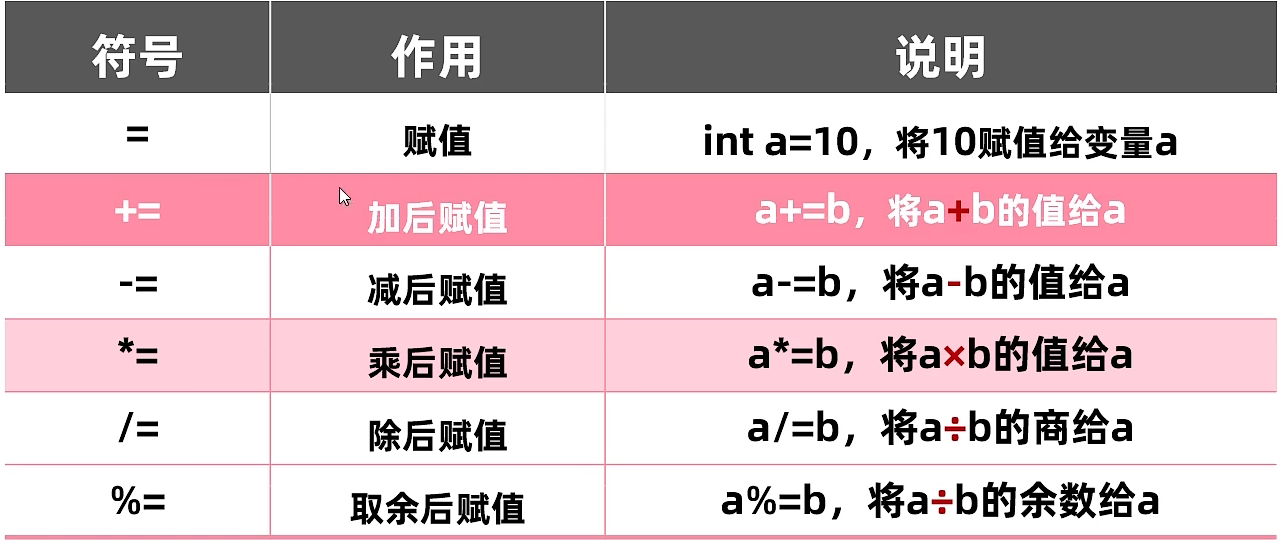 符号 作用 说明
= 赋值 int a=10，将10赋值给变量a
+= 加后赋值 a+=b，将a+b的值给a
-= 减后赋值 a-=b，将a-b的值给a
*= 乘后赋值 a*=b，将a×b的值给a
/= 除后赋值 a/=b，将a÷b的商给a
%= 取余后赋值 a%=b，将a÷b的余数给a